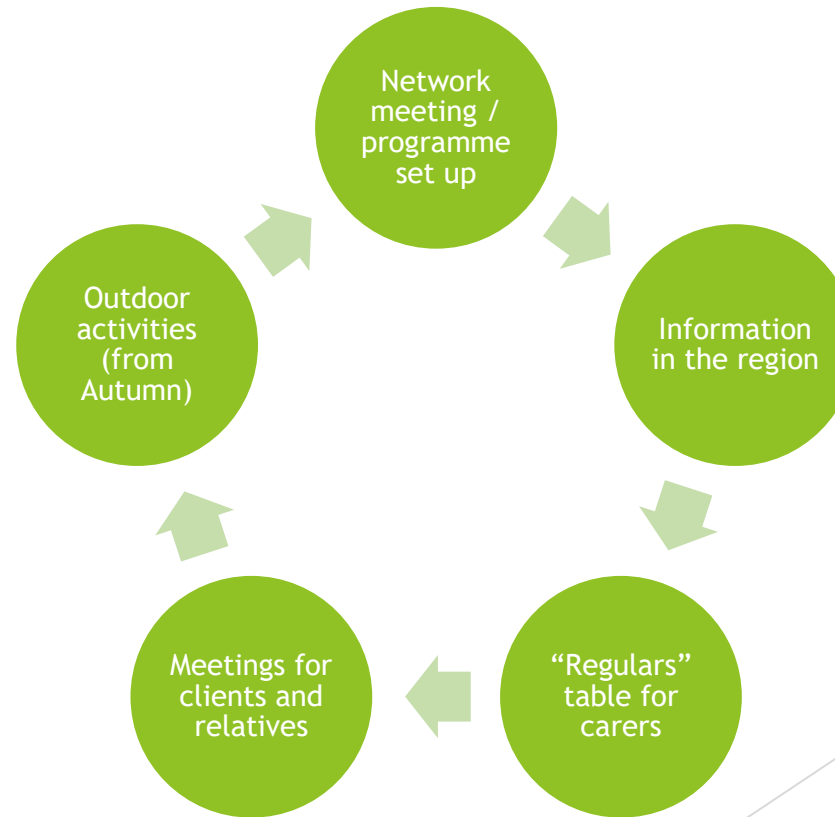 Network
meeting /
programme
set up
Information
in the region
“Regulars”
table for
carers
Meetings for
clients and
relatives
Outdoor
activities
(from
Autumn)